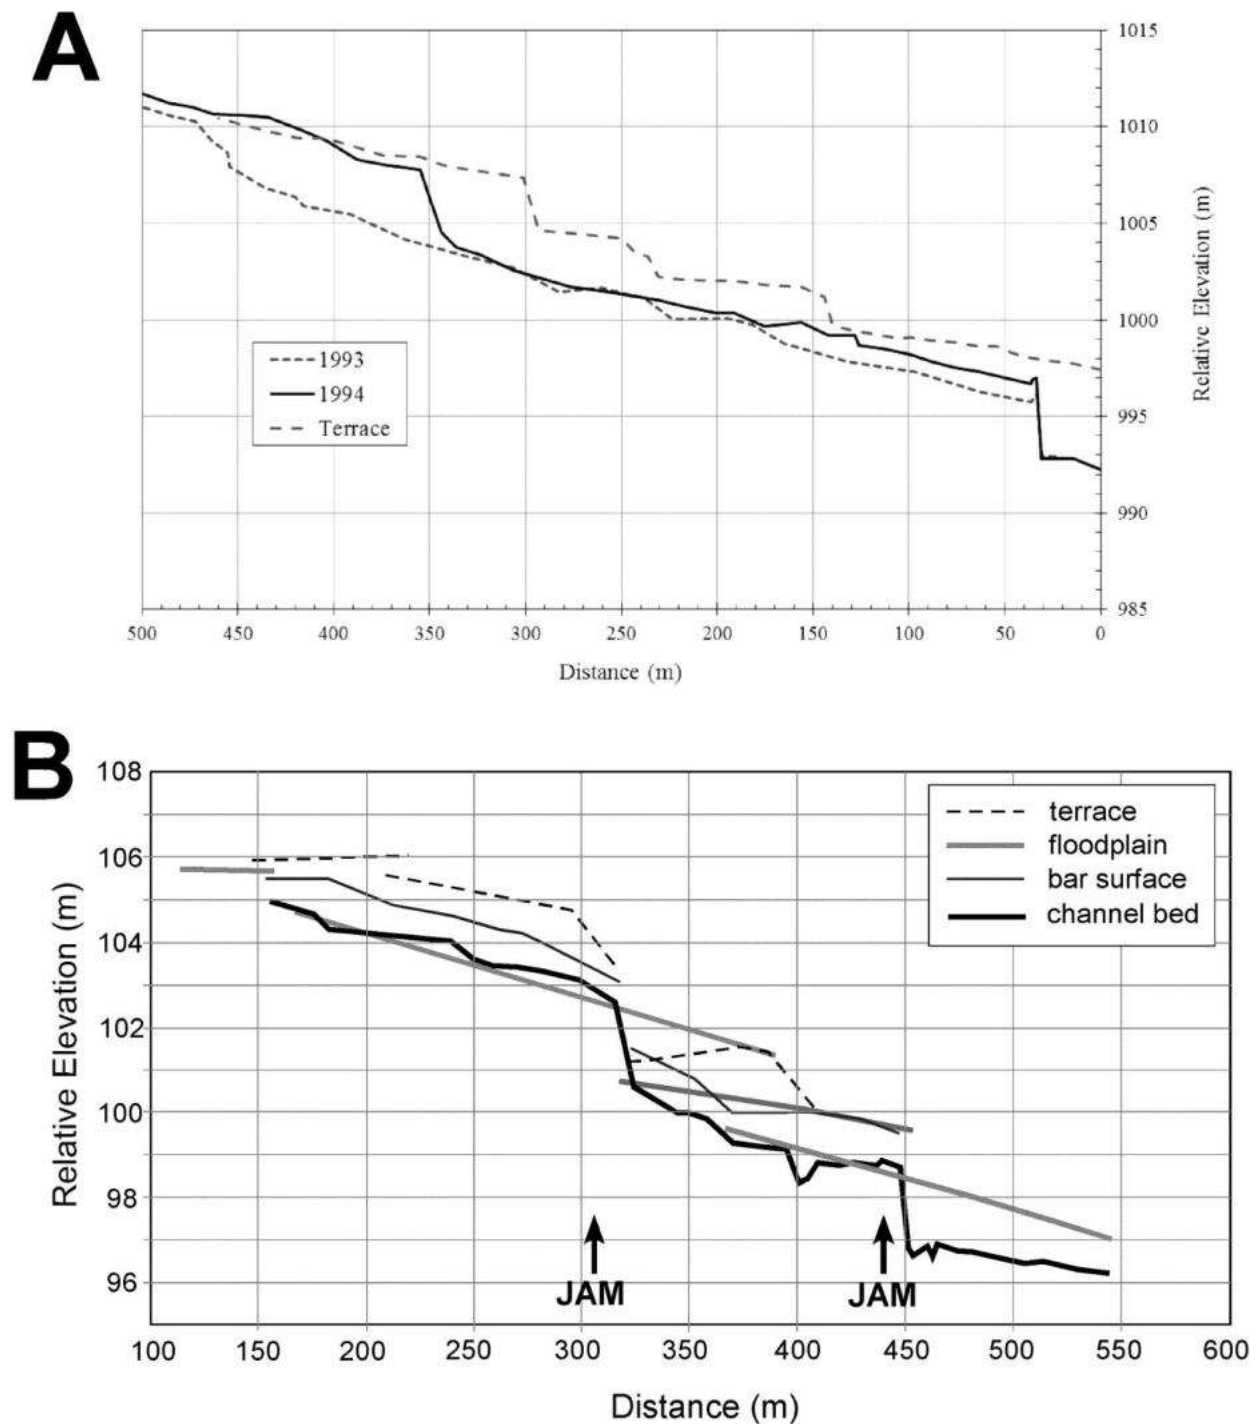 A
1015
1010
1005
1000
995
990
985
Relative Elevation (m)
1993
1994
Terrace
500 450 400 350 300 250 200 150 100 50 0
Distance (m)
B
108
106
104
102
100
98
96
Relative Elevation (m)
terrace
floodplain
bar surface
channel bed
JAM JAM
100 150 200 250 300 350 400 450 500 550 600
Distance (m)